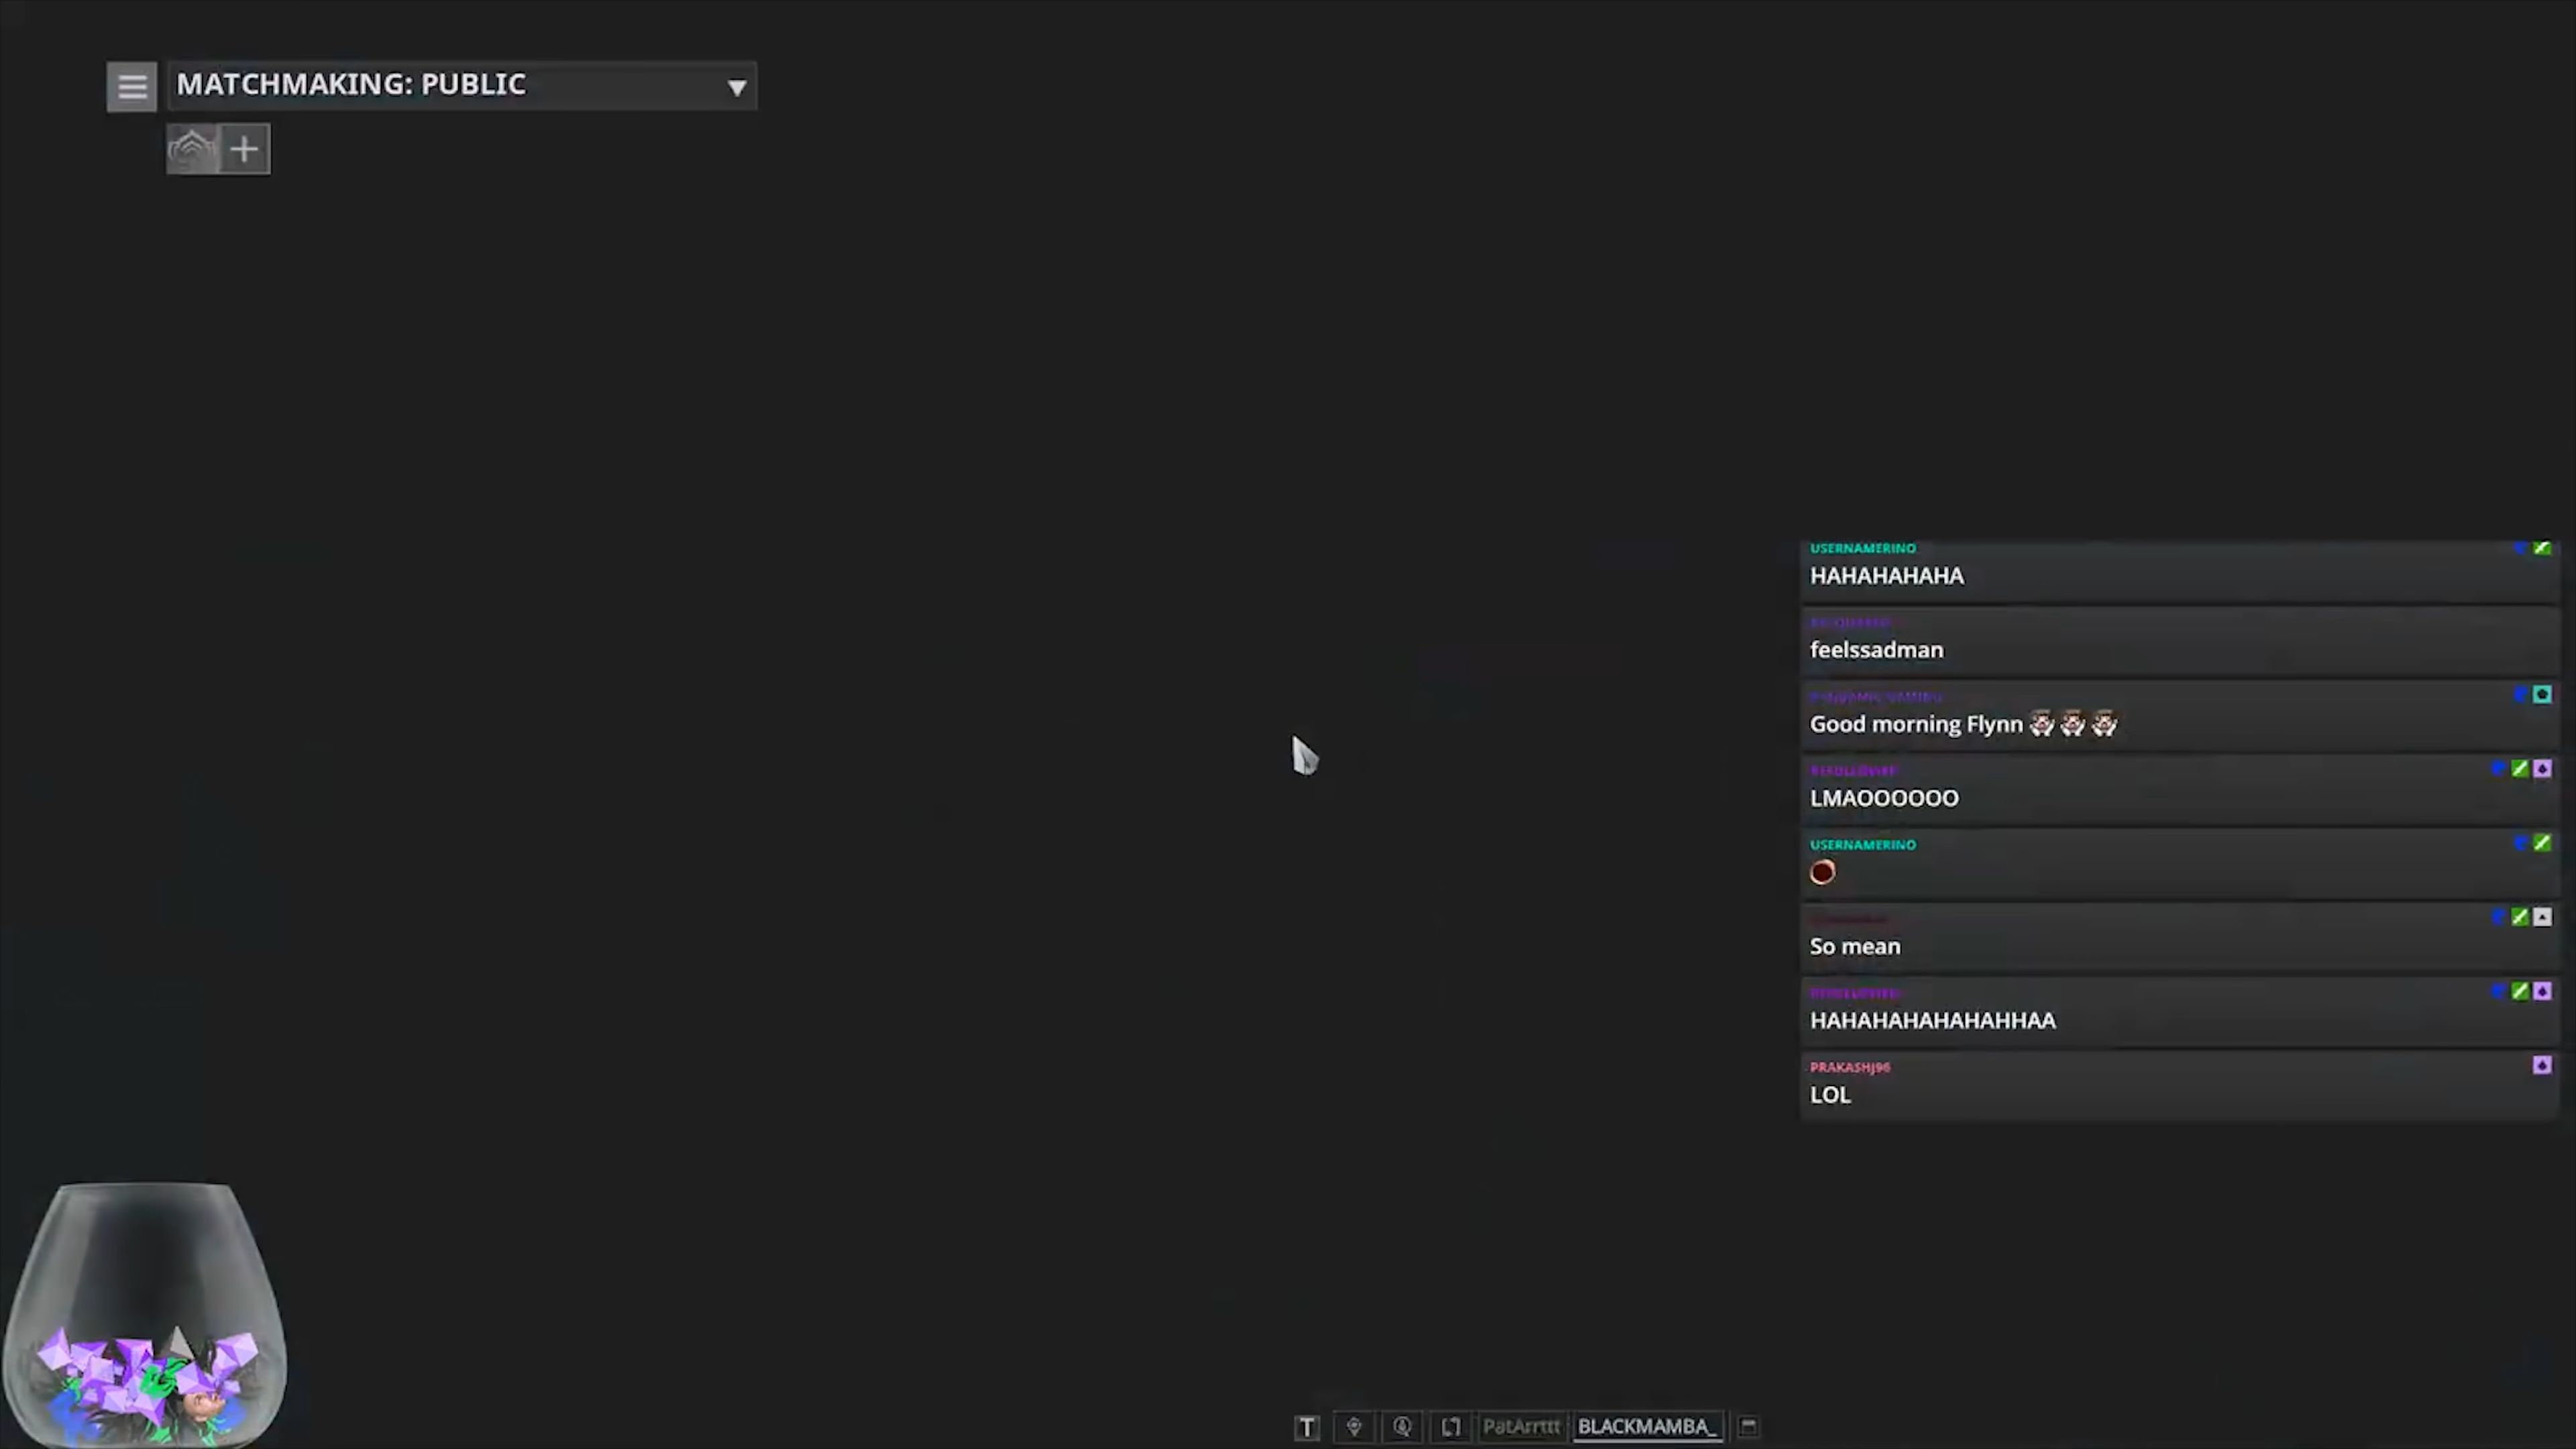 MATCHMAKING: PUBLIC
USERNAMERINO
HAHAHAHAHA
feelssadman
Good morning Flynn
LMAOOOOOO
USERNAMERINO
So mean
HAHAHAHAHAHAHHAA
PRAKASHJ96
LOL
T PatArrttt BLACKMAMBA_